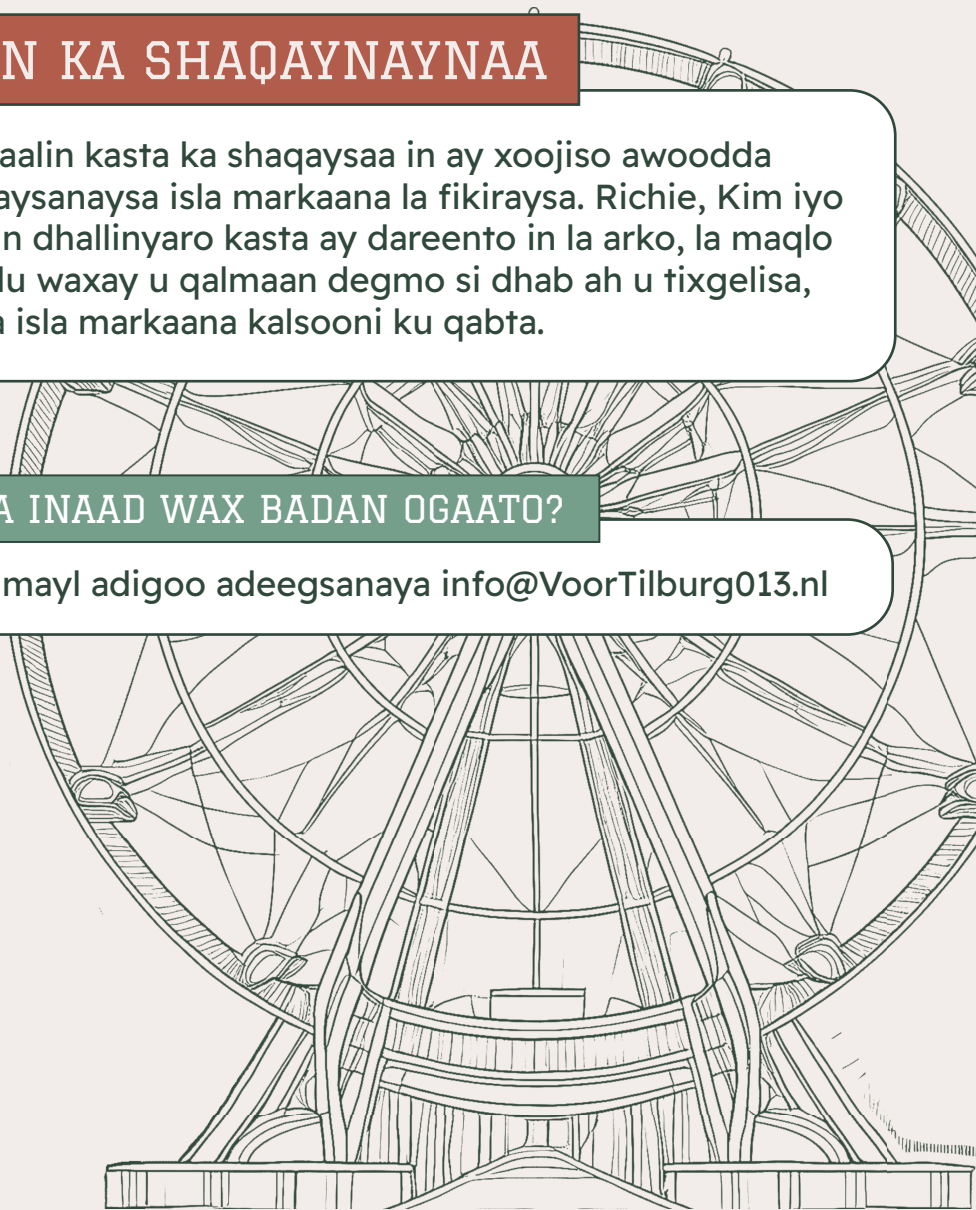 N KA SHAQAYNAYNAA
aalin kasta ka shaqaysaa in ay xoojiso awoodda
aysanaysa isla markaana la fikiraysa. Richie, Kim iyo
n dhallinyaro kasta ay dareento in la arko, la maqlo
lu waxay u qalmaan degmo si dhab ah u tixgelisa,
a isla markaana kalsooni ku qabta.
A INAAD WAX BADAN OGAATO?
mayl adigoo adeegsanaya info@VoorTilburg013.nl